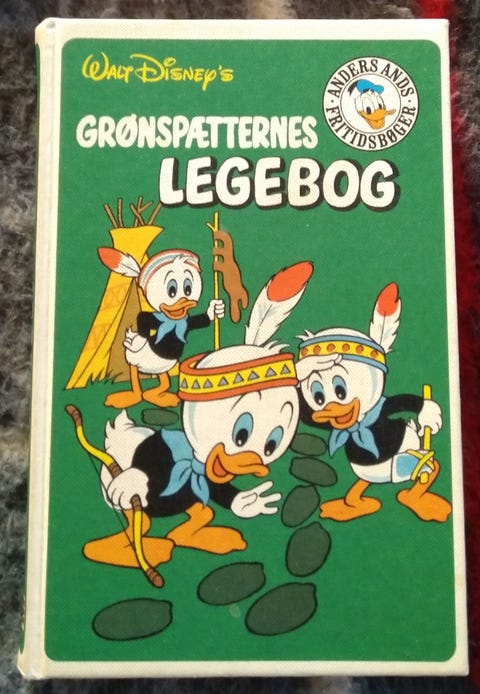 WALT DISNEY'S
ANDERS ANDS
FRITIDSBØGER
GRØNSPÆTTERNES
LEGEBOG